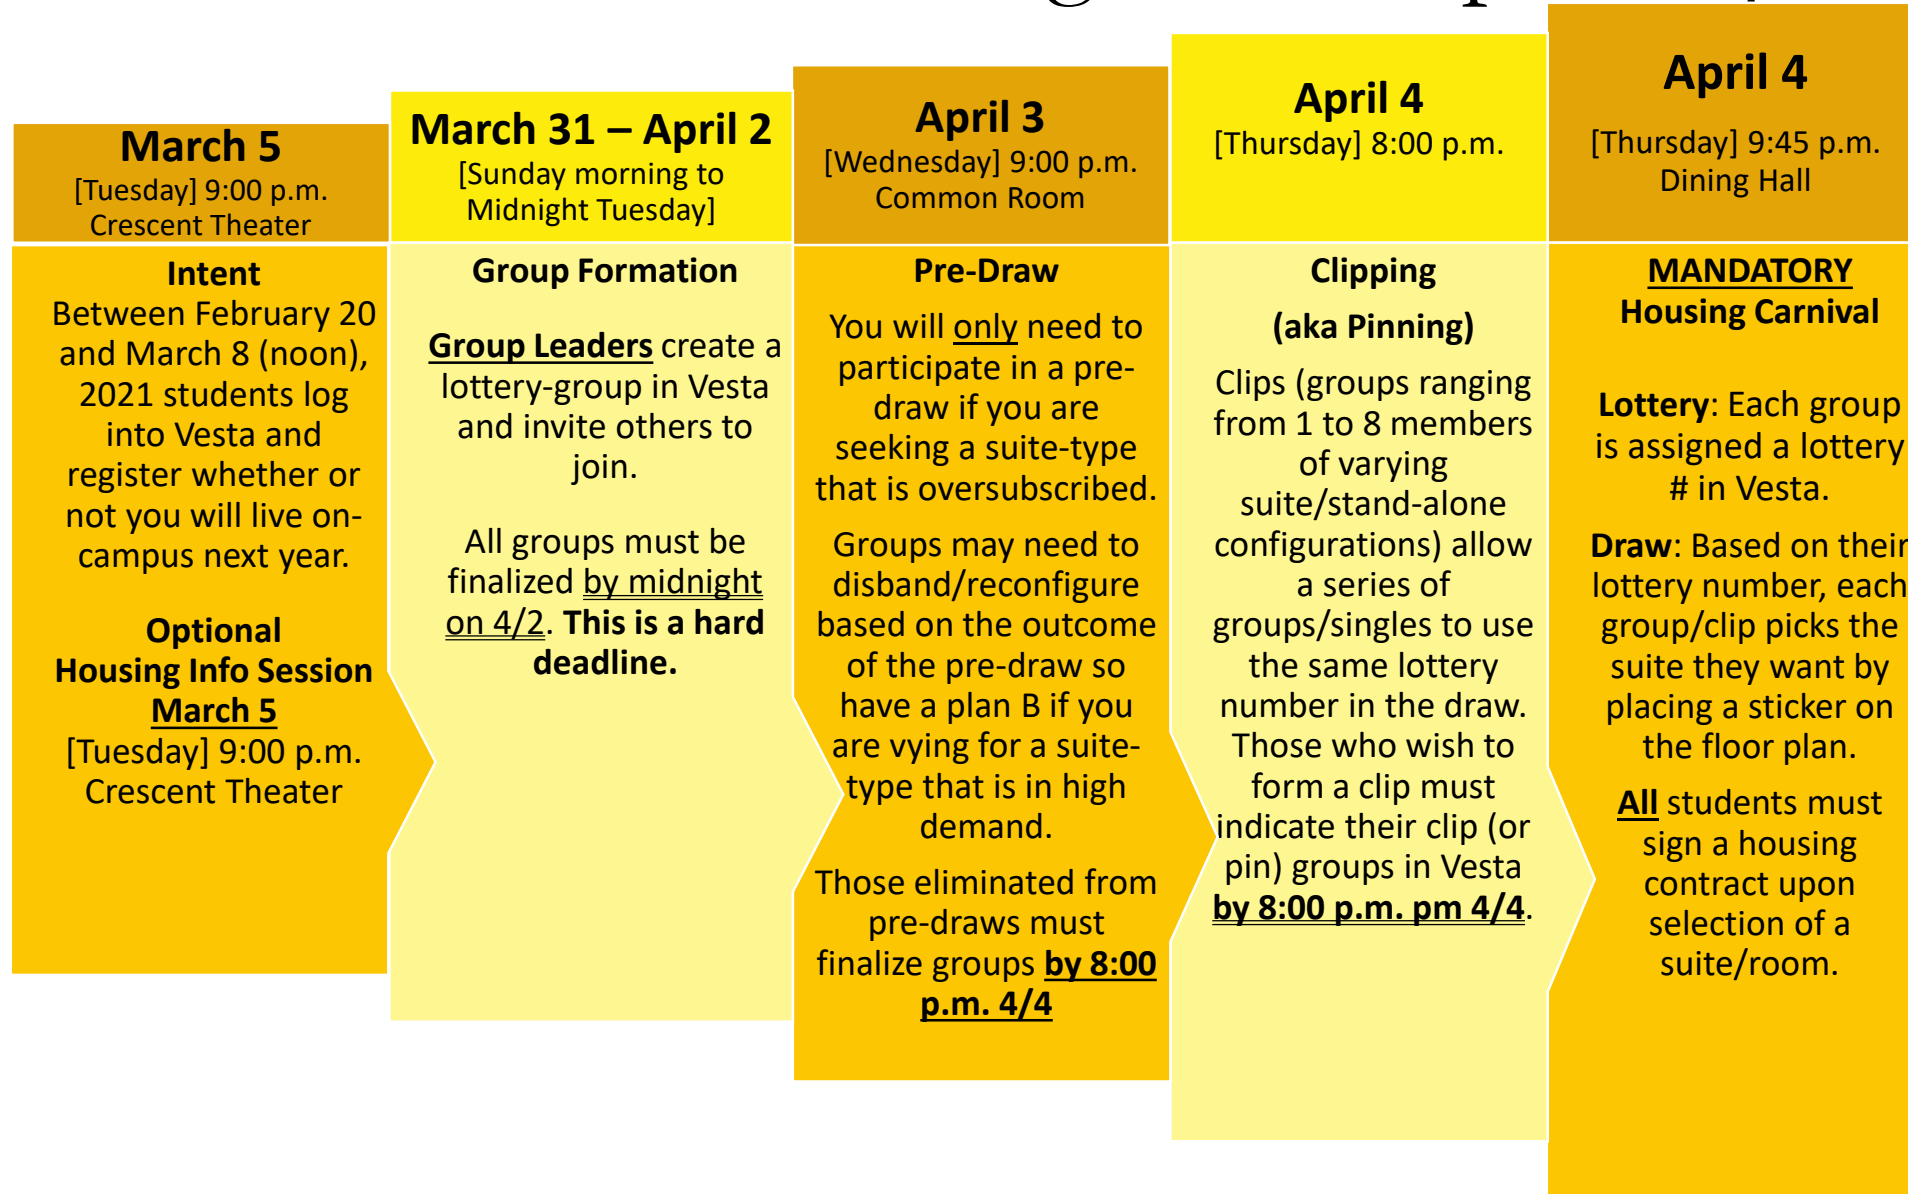 March 5
[Tuesday] 9:00 p.m.
Crescent Theater
Intent
Between February 20
and March 8 (noon),
2021 students log
into Vesta and
register whether or
not you will live on-
campus next year.
Optional
Housing Info Session
March 5
[Tuesday] 9:00 p.m.
Crescent Theater
March 31 – April 2
[Sunday morning to
Midnight Tuesday]
Group Formation
Group Leaders create a
lottery-group in Vesta
and invite others to
join.
All groups must be
finalized by midnight
on 4/2. This is a hard
deadline.
April 3
[Wednesday] 9:00 p.m.
Common Room
Pre-Draw
You will only need to
participate in a pre-
draw if you are
seeking a suite-type
that is oversubscribed.
Groups may need to
disband/reconfigure
based on the outcome
of the pre-draw so
have a plan B if you
are vying for a suite-
type that is in high
demand.
Those eliminated from
pre-draws must
finalize groups by 8:00
p.m. 4/4
April 4
[Thursday] 8:00 p.m.
Clipping
(aka Pinning)
Clips (groups ranging
from 1 to 8 members
of varying
suite/stand-alone
configurations) allow
a series of
groups/singles to use
the same lottery
number in the draw.
Those who wish to
form a clip must
indicate their clip (or
pin) groups in Vesta
by 8:00 p.m. pm 4/4.
April 4
[Thursday] 9:45 p.m.
Dining Hall
MANDATORY
Housing Carnival
Lottery: Each group
is assigned a lottery
# in Vesta.
Draw: Based on their
lottery number, each
group/clip picks the
suite they want by
placing a sticker on
the floor plan.
All students must
sign a housing
contract upon
selection of a
suite/room.